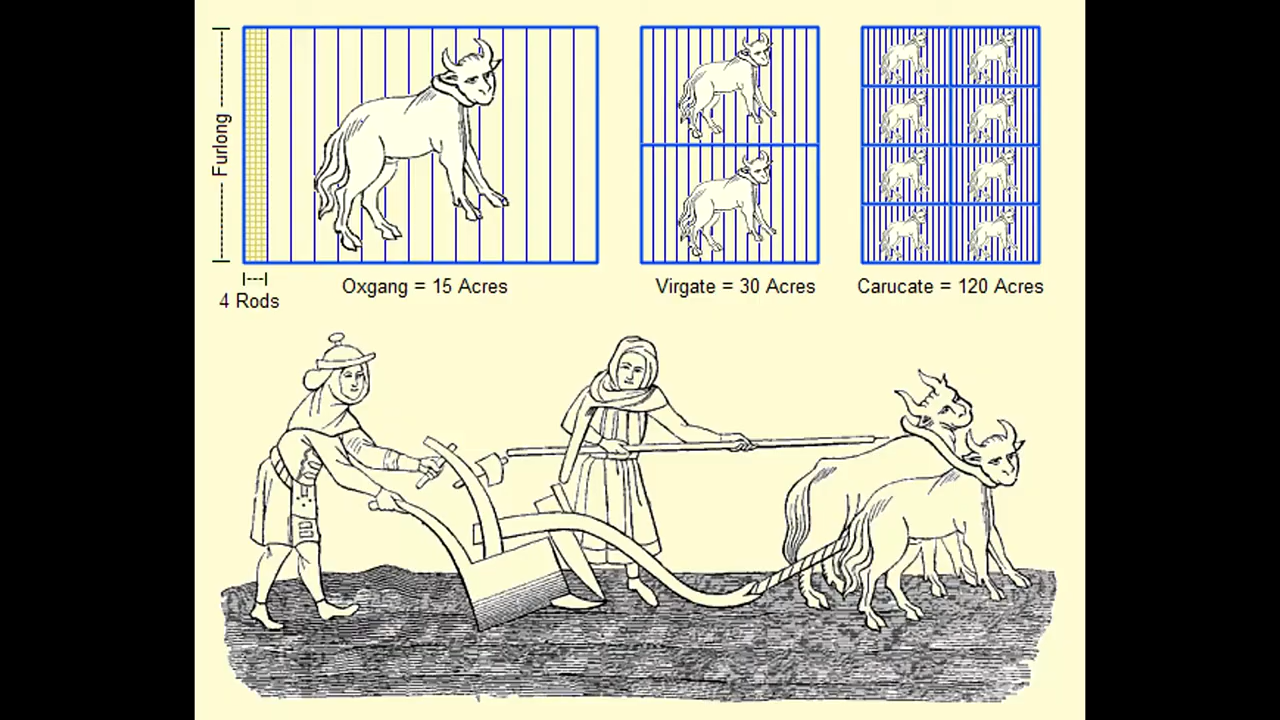 Furlong
4 Rods
Oxgang = 15 Acres
Virgate = 30 Acres
Carucate = 120 Acres